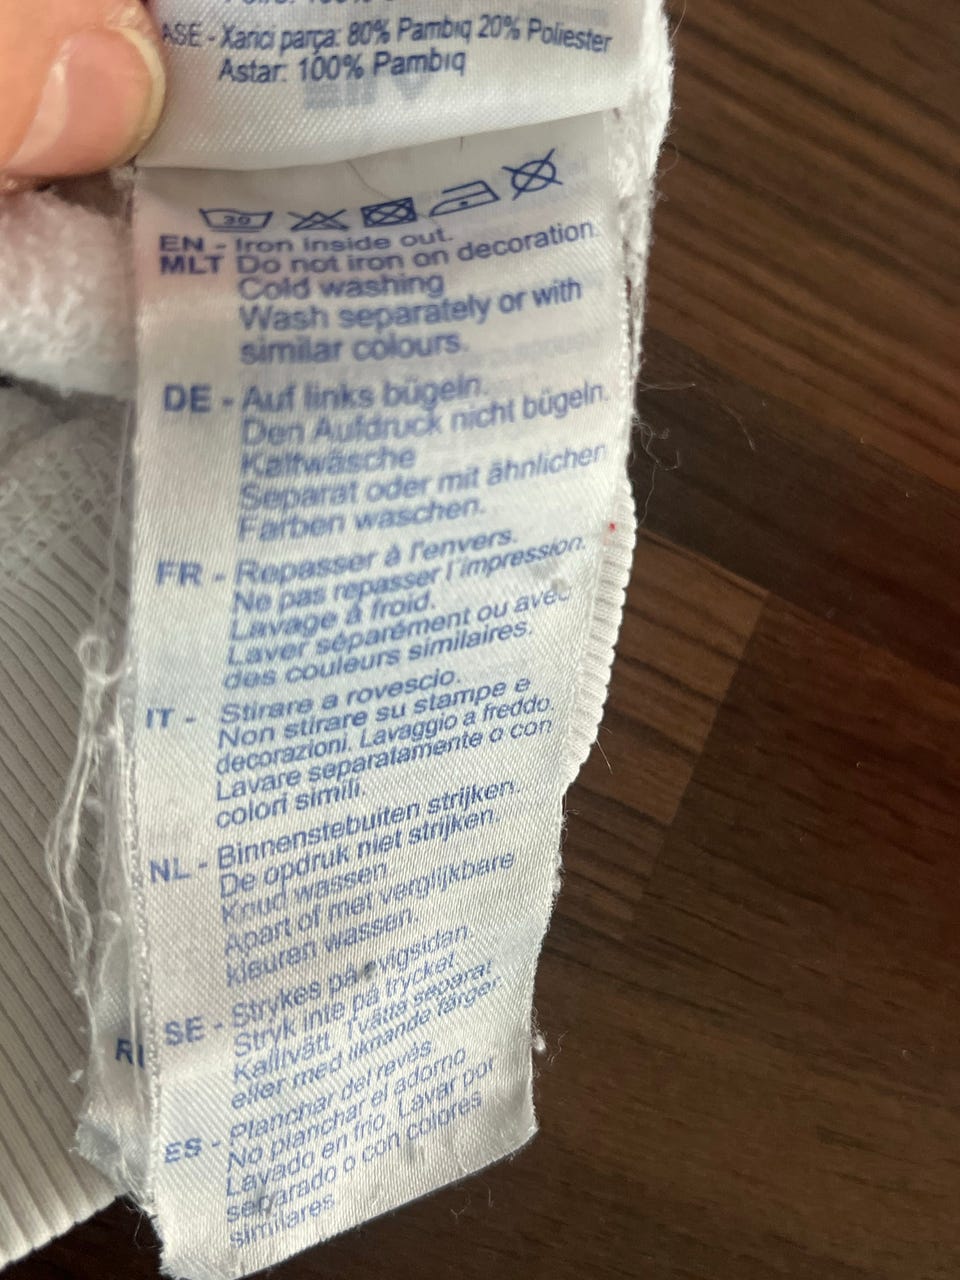 ASE - Xarici parça: 80% Pambıq 20% Poliester
Astar: 100% Pambıq
30
EN - Iron inside out.
MLT Do not iron on decoration.
Cold washing
Wash separately or with
similar colours.
DE - Auf links bügeln.
Den Aufdruck nicht bügeln.
Kaltwäsche
Separat oder mit ähnlichen
Farben waschen.
FR - Repasser à l'envers.
Ne pas repasser l'impression.
Lavage à froid.
Laver séparément ou avec
des couleurs similaires.
IT - Stirare a rovescio.
Non stirare su stampe e
decorazioni. Lavaggio a freddo.
Lavare separatamente o con
colori simili.
NL - Binnenstebuiten strijken.
De opdruk niet strijken.
Koud wassen.
Apart of met verglijkbare
kleuren wassen.
SE - Strykes på avigsidan.
Stryk inte på trycket
Kalltvätt. Tvätta separat
eller med liknande färger.
ES - Planchar del revés
No planchar el adorno
Lavado en frio. Lavar por
separado o con colores
similares